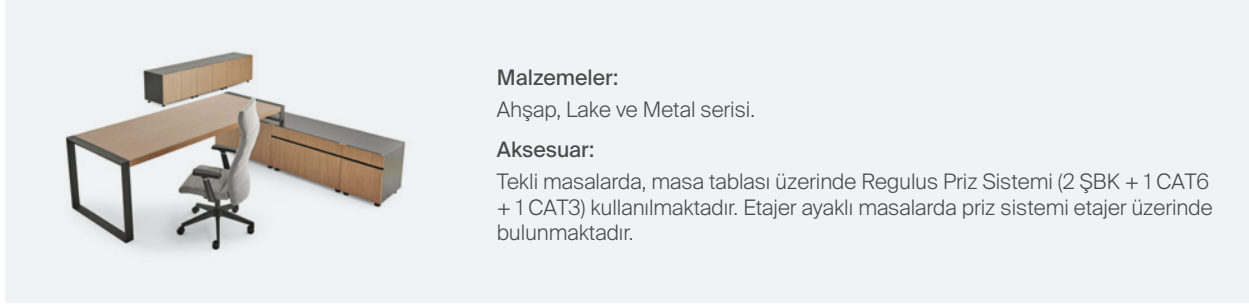 Malzemeler:
Ahşap, Lake ve Metal serisi.
Aksesuar:
Tekli masalarda, masa tablası üzerinde Regulus Priz Sistemi (2 ŞBK + 1 CAT6
+ 1 CAT3) kullanılmaktadır. Etajer ayaklı masalarda priz sistemi etajer üzerinde
bulunmaktadır.